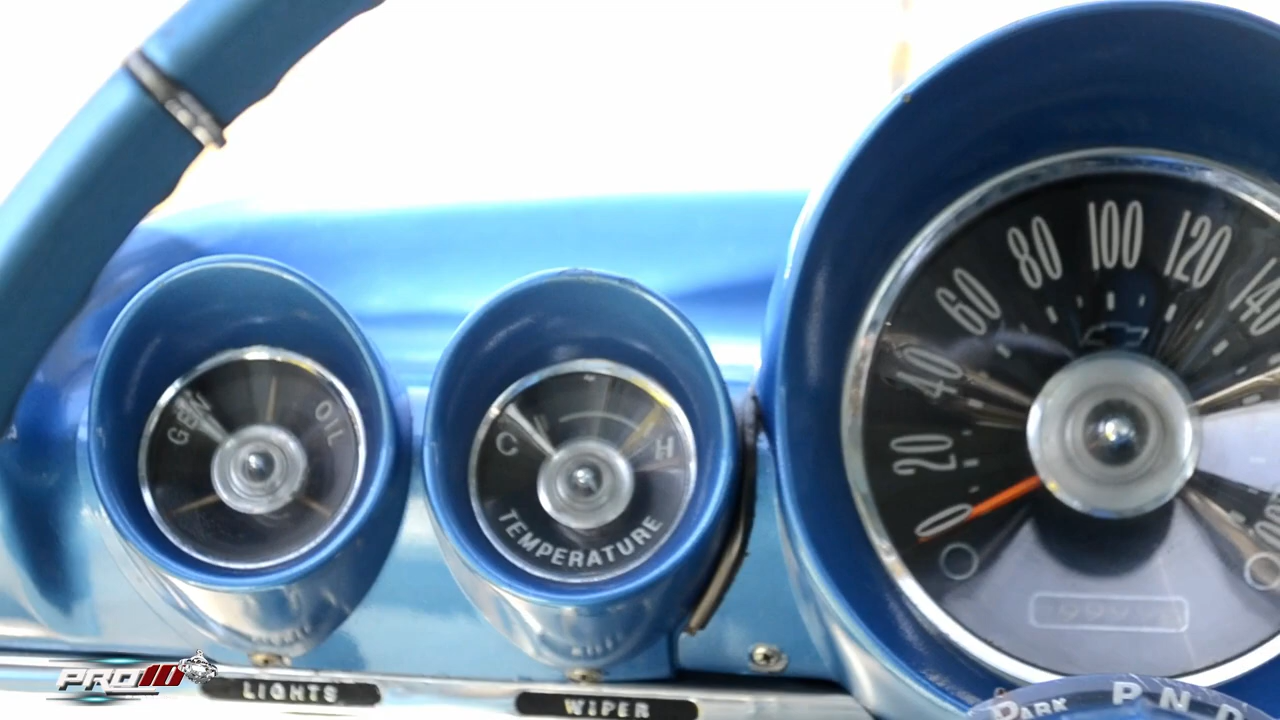 GEN OIL
C H
TEMPERATURE
0 20 40 60 80 100 120 140
LIGHTS
WIPER
PARK P N D
PRO